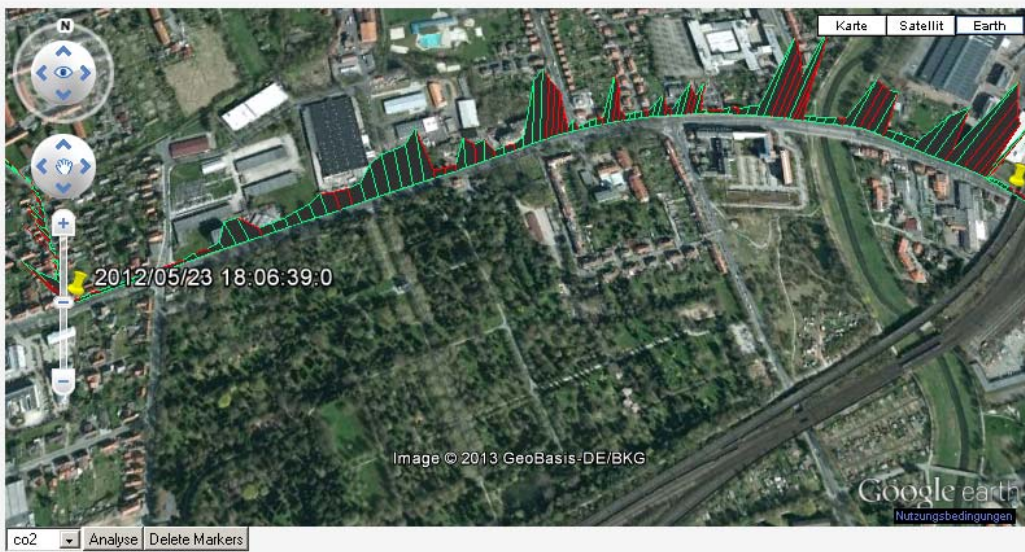 N
Karte Satellit Earth
2012/05/23 18:06:39.0
Image © 2013 GeoBasis-DE/BKG
Google earth
Nutzungsbedingungen
co2 Analyse Delete Markers